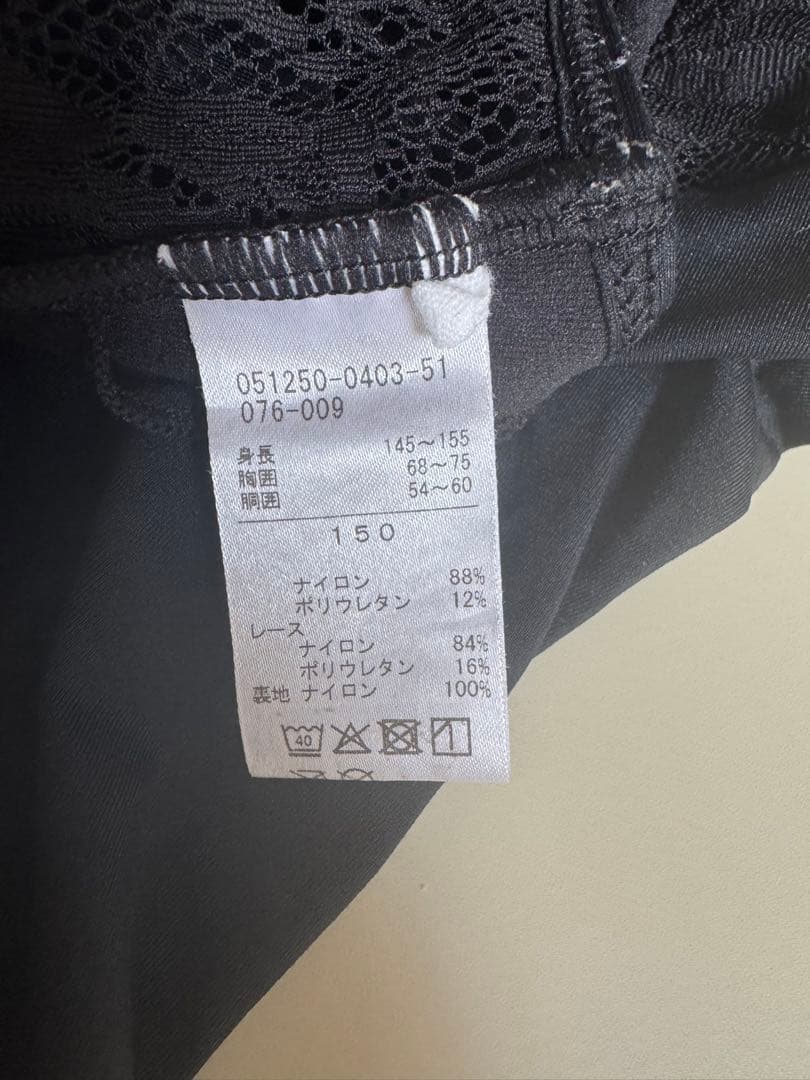 051250-0403-51
076-009
身長 145～155
胸囲 68～75
胴囲 54～60
150
ナイロン 88%
ポリウレタン 12%
レース
ナイロン 84%
ポリウレタン 16%
裏地 ナイロン 100%
40